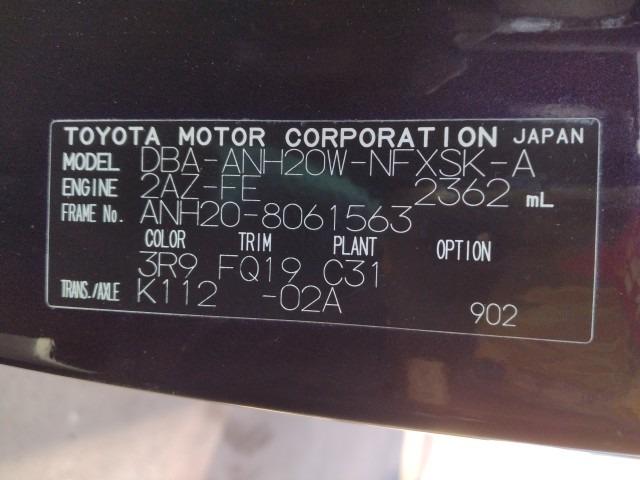 TOYOTA MOTOR CORPORATION JAPAN
MODEL DBA-ANH20W-NFXSK-A
ENGINE 2AZ-FE 2362 mL
FRAME No. ANH20-8061563
COLOR TRIM PLANT OPTION
3R9 FQ19 C31
TRANS./AXLE K112 -02A
902